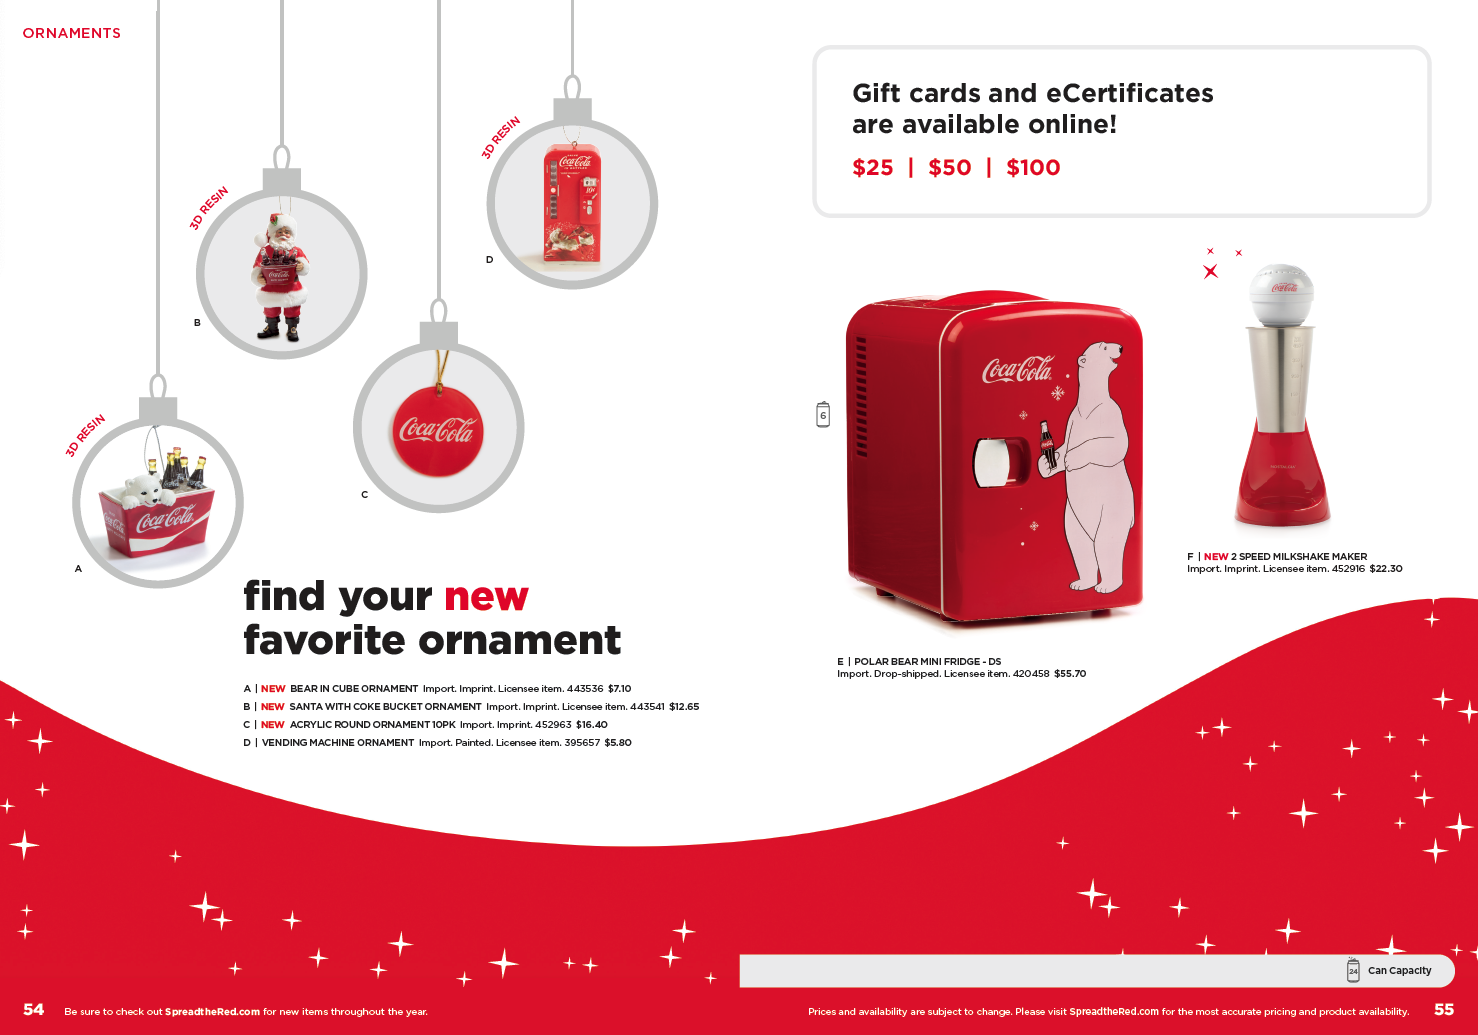 ORNAMENTS
3D RESIN
D
3D RESIN
B
3D RESIN
A
C
Coca-Cola
Coca-Cola
Coca-Cola
Coca-Cola
find your new
favorite ornament
A | NEW BEAR IN CUBE ORNAMENT Import. Imprint. Licensee item. 443536 $7.10
B | NEW SANTA WITH COKE BUCKET ORNAMENT Import. Imprint. Licensee item. 443541 $12.65
C | NEW ACRYLIC ROUND ORNAMENT 10PK Import. Imprint. 452963 $16.40
D | VENDING MACHINE ORNAMENT Import. Painted. Licensee item. 395657 $5.80
54 Be sure to check out SpreadtheRed.com for new items throughout the year.
Gift cards and eCertificates
are available online!
$25 | $50 | $100
6
Coca-Cola
Coca-Cola
E | POLAR BEAR MINI FRIDGE - DS
Import. Drop-shipped. Licensee item. 420458 $55.70
F | NEW 2 SPEED MILKSHAKE MAKER
Import. Imprint. Licensee item. 452916 $22.30
24 Can Capacity
Prices and availability are subject to change. Please visit SpreadtheRed.com for the most accurate pricing and product availability. 55